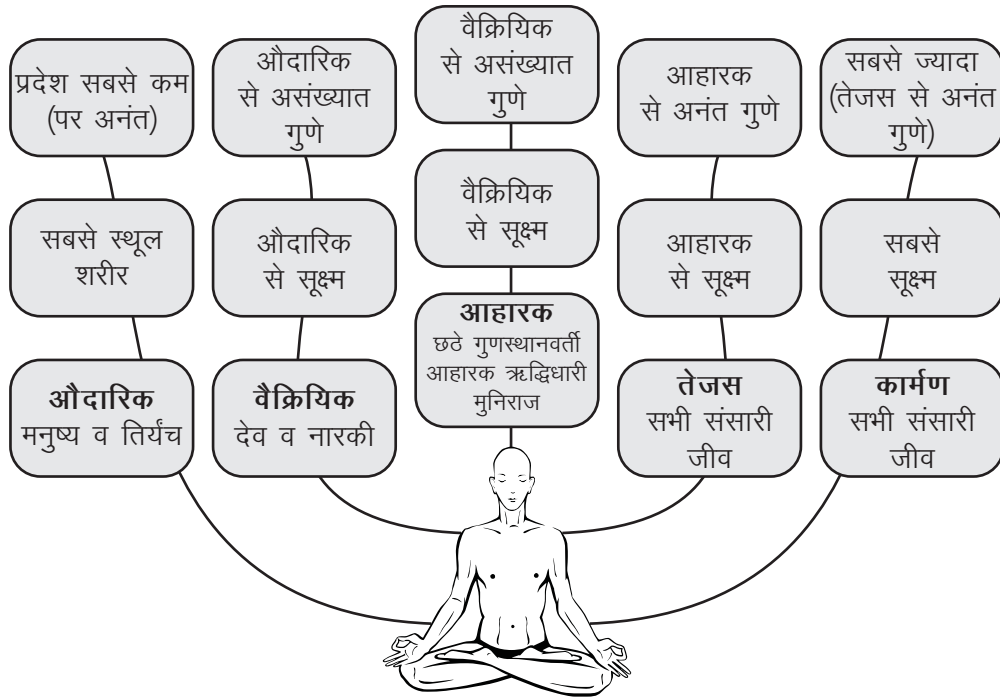 प्रदेश सबसे कम
(पर अनंत)
औदारिक
से असंख्यात
गुणे
वैक्रियिक
से असंख्यात
गुणे
आहारक
से अनंत गुणे
सबसे ज्यादा
(तेजस से अनंत
गुणे)
सबसे स्थूल
शरीर
औदारिक
से सूक्ष्म
वैक्रियिक
से सूक्ष्म
आहारक
से सूक्ष्म
सबसे
सूक्ष्म
औदारिक
मनुष्य व तिर्यंच
वैक्रियिक
देव व नारकी
आहारक
छठे गुणस्थानवर्ती
आहारक ऋद्धिधारी
मुनिराज
तेजस
सभी संसारी
जीव
कार्मण
सभी संसारी
जीव